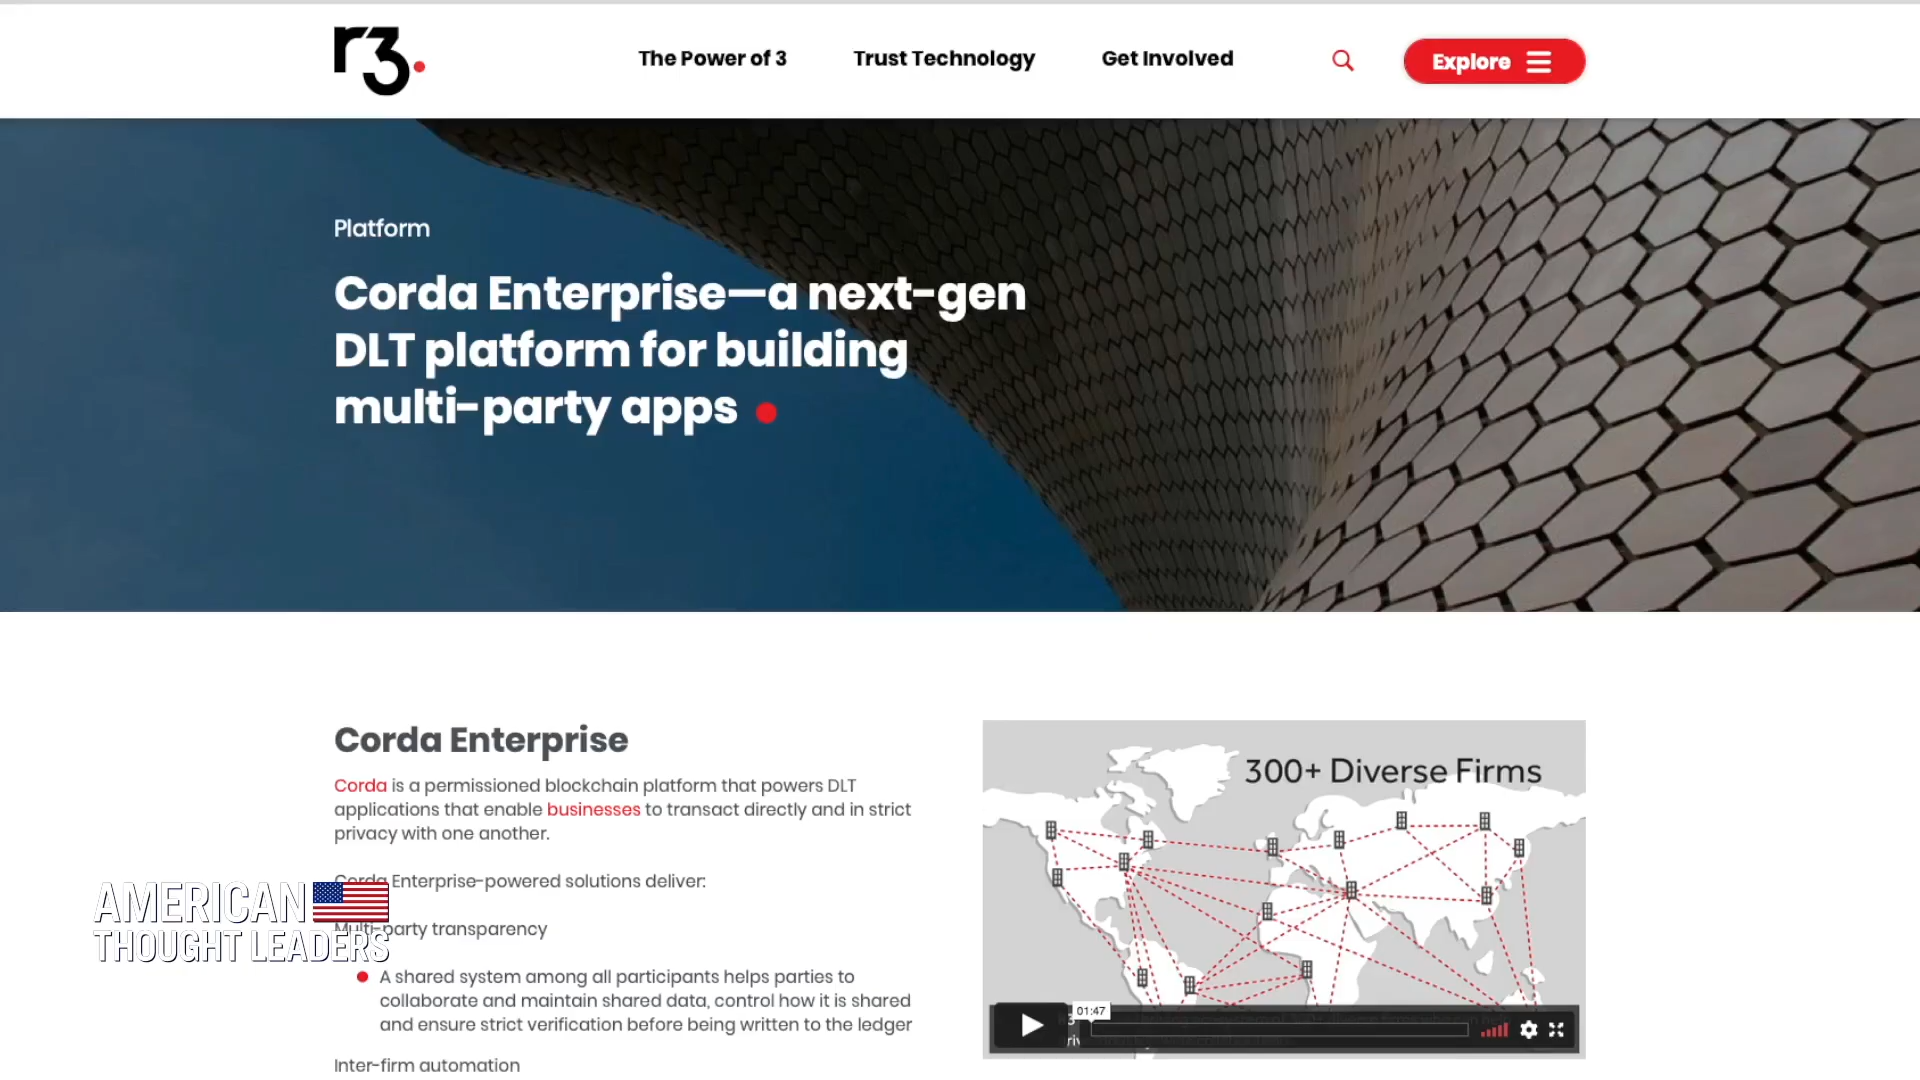 r3.
The Power of 3
Trust Technology
Get Involved
Explore
Platform
Corda Enterprise—a next-gen
DLT platform for building
multi-party apps
Corda Enterprise
Corda is a permissioned blockchain platform that powers DLT
applications that enable businesses to transact directly and in strict
privacy with one another.
Corda Enterprise-powered solutions deliver:
Multi-party transparency
A shared system among all participants helps parties to
collaborate and maintain shared data, control how it is shared
and ensure strict verification before being written to the ledger
Inter-firm automation
300+ Diverse Firms
01:47
AMERICAN
THOUGHT LEADERS